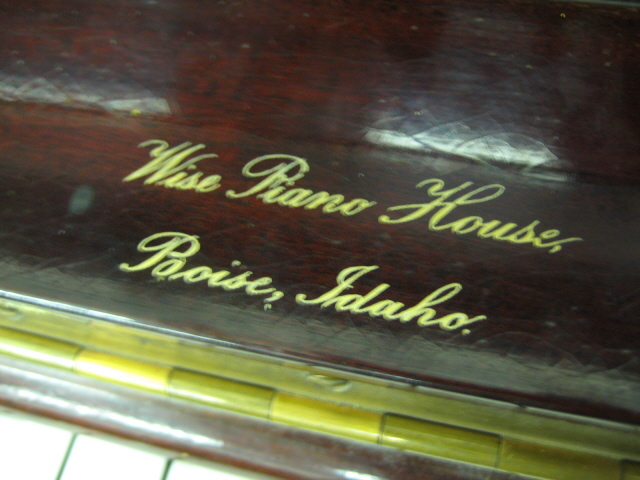 Wise Piano House,
Boise, Idaho.